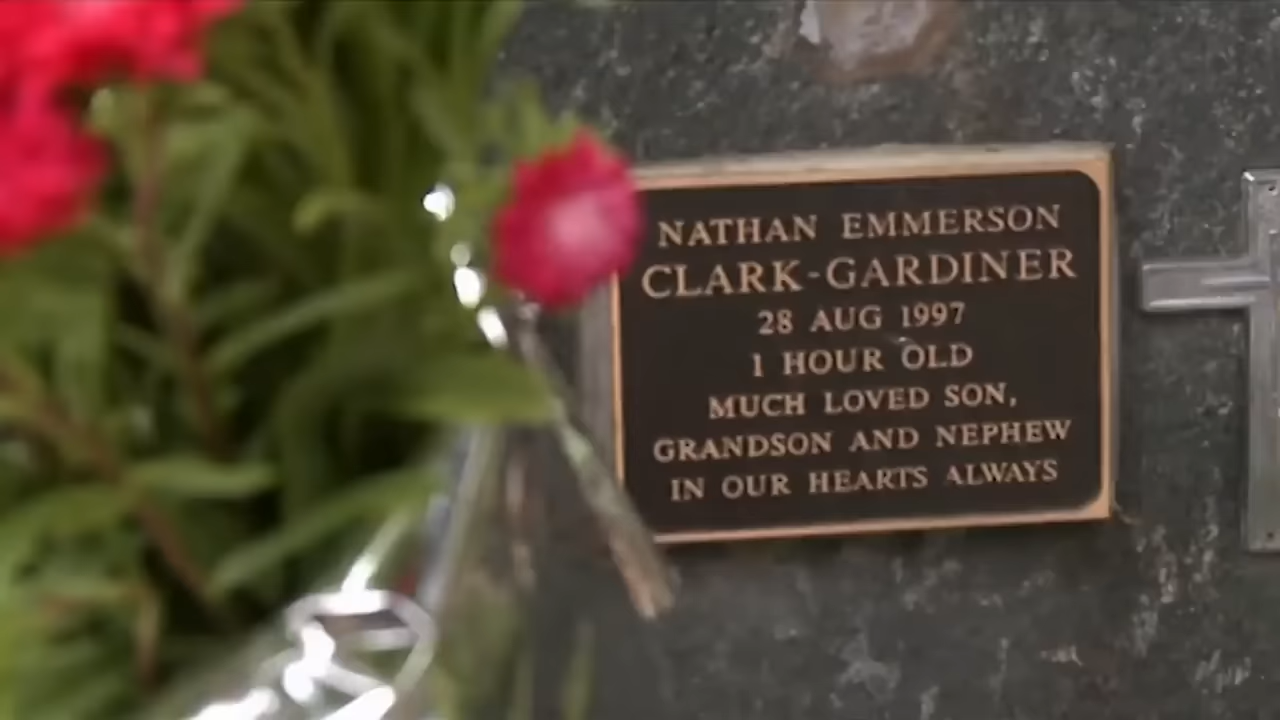 NATHAN EMMERSON
CLARK-GARDINER
28 AUG 1997
1 HOUR OLD
MUCH LOVED SON,
GRANDSON AND NEPHEW
IN OUR HEARTS ALWAYS